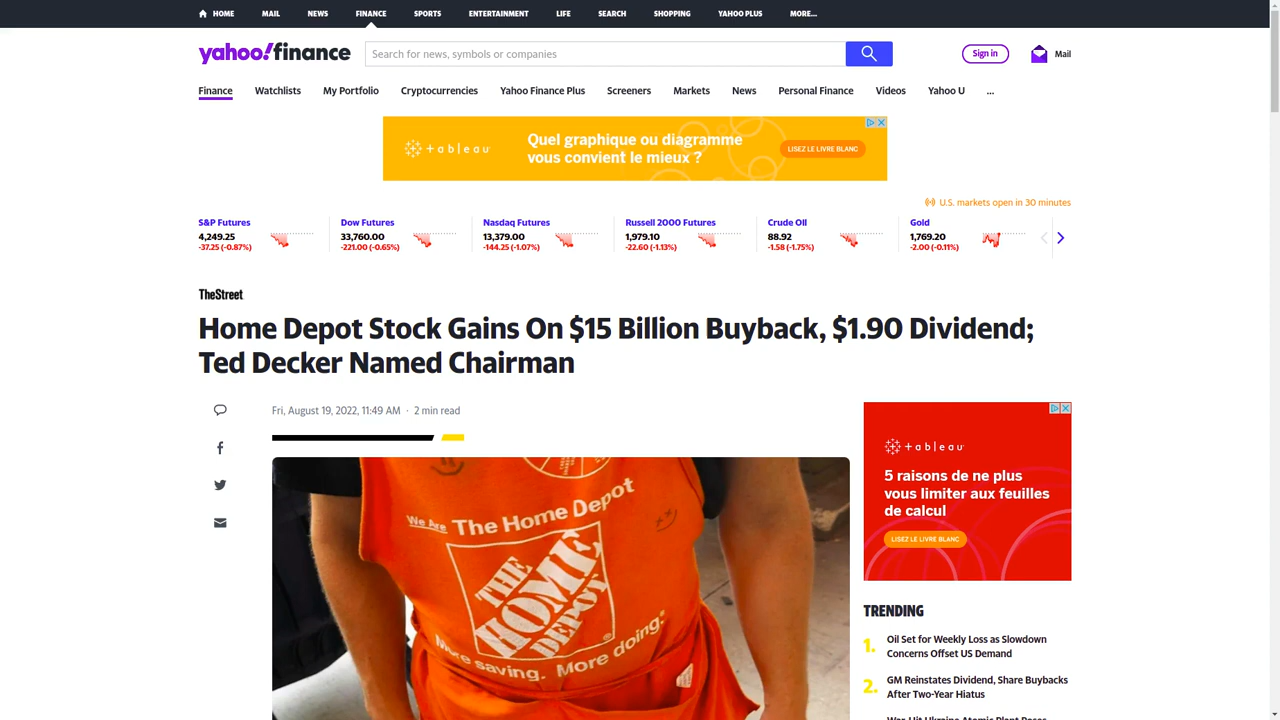 HOME MAIL NEWS FINANCE SPORTS ENTERTAINMENT LIFE SEARCH SHOPPING YAHOO PLUS MORE...
yahoo!finance
Search for news, symbols or companies
Sign in
Mail
Finance Watchlists My Portfolio Cryptocurrencies Yahoo Finance Plus Screeners Markets News Personal Finance Videos Yahoo U ...
+ableau
Quel graphique ou diagramme
vous convient le mieux ?
LISEZ LE LIVRE BLANC
U.S. markets open in 30 minutes
S&P Futures
4,249.25
-37.25 (-0.87%)
Dow Futures
33,760.00
-221.00 (-0.65%)
Nasdaq Futures
13,379.00
-144.25 (-1.07%)
Russell 2000 Futures
1,979.10
-22.60 (-1.13%)
Crude Oil
88.92
-1.58 (-1.75%)
Gold
1,769.20
-2.00 (-0.11%)
TheStreet
Home Depot Stock Gains On $15 Billion Buyback, $1.90 Dividend;
Ted Decker Named Chairman
Fri, August 19, 2022, 11:49 AM · 2 min read
We Are The Home Depot
THE
HOME
DEPOT
More saving. More doing.
+ableau
5 raisons de ne plus
vous limiter aux feuilles
de calcul
LISEZ LE LIVRE BLANC
TRENDING
1. Oil Set for Weekly Loss as Slowdown
Concerns Offset US Demand
2. GM Reinstates Dividend, Share Buybacks
After Two-Year Hiatus